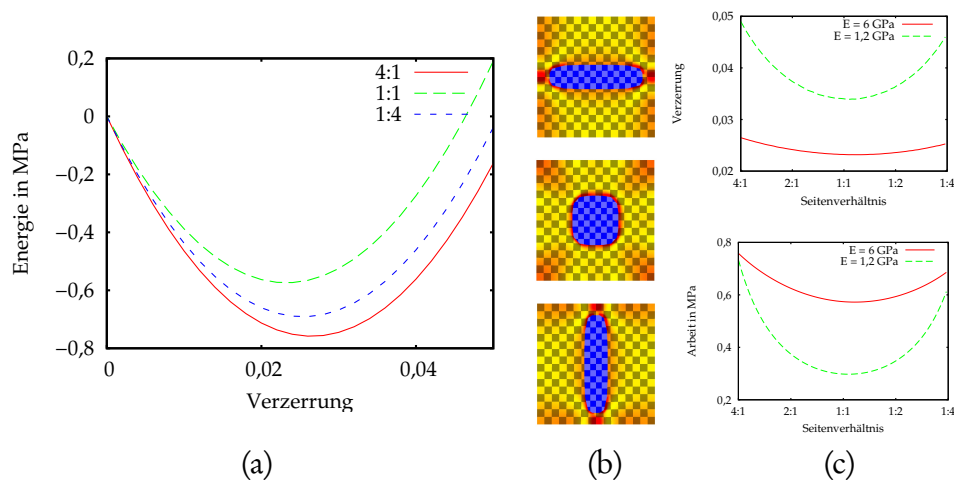 0,2
0
−0,2
−0,4
−0,6
−0,8
Energie in MPa
4:1
1:1
1:4
0
0,02
0,04
Verzerrung
(a)
(b)
0,05
0,04
0,03
0,02
Verzerrung
E = 6 GPa
E = 1,2 GPa
4:1
2:1
1:1
1:2
1:4
Seitenverhältnis
0,8
0,6
0,4
0,2
Arbeit in MPa
E = 6 GPa
E = 1,2 GPa
4:1
2:1
1:1
1:2
1:4
Seitenverhältnis
(c)